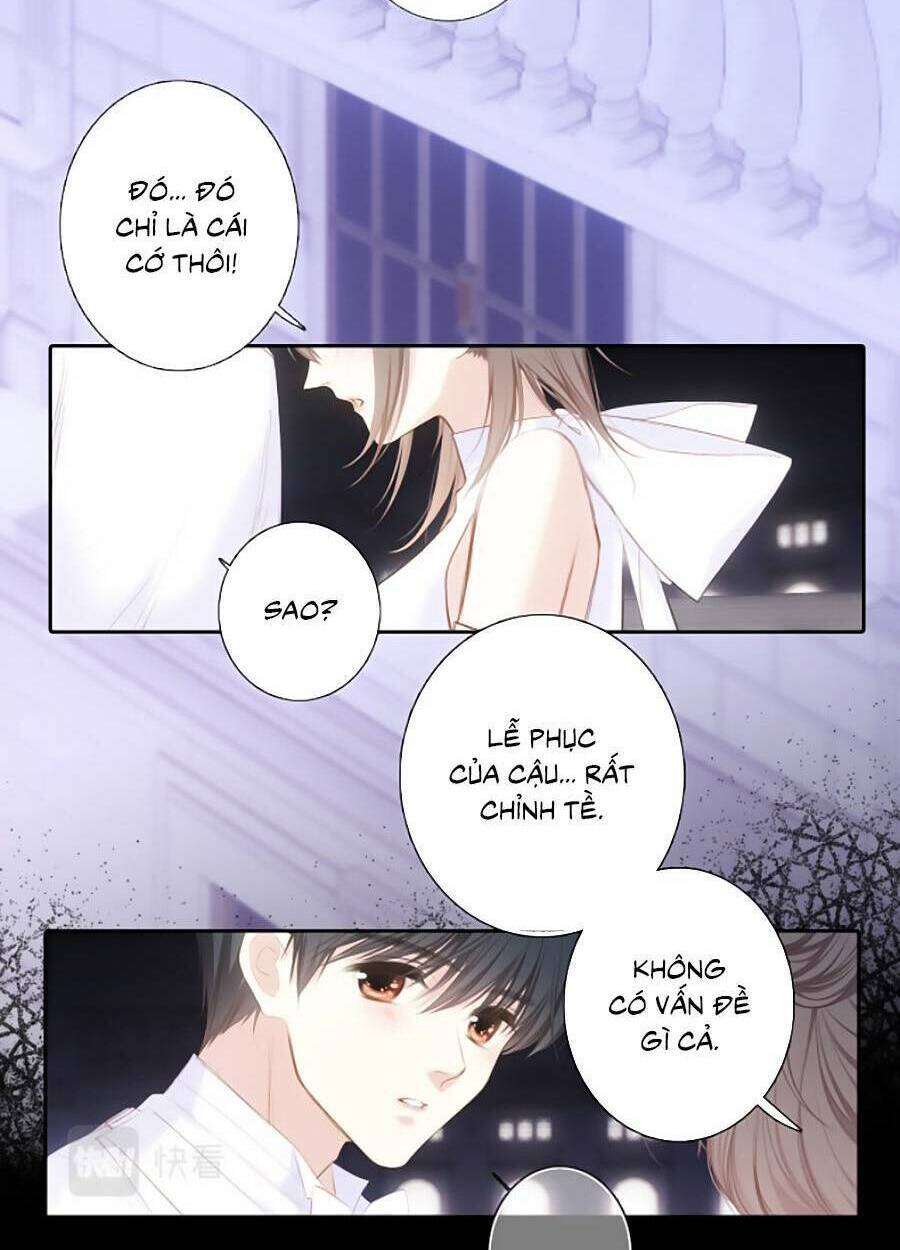 ĐÓ... ĐÓ
CHỈ LÀ CÁI
CỚ THÔI!
SAO?
LỄ PHỤC
CỦA CẬU... RẤT
CHỈNH TỀ.
KHÔNG
CÓ VẤN ĐỀ
GÌ CẢ.
快看